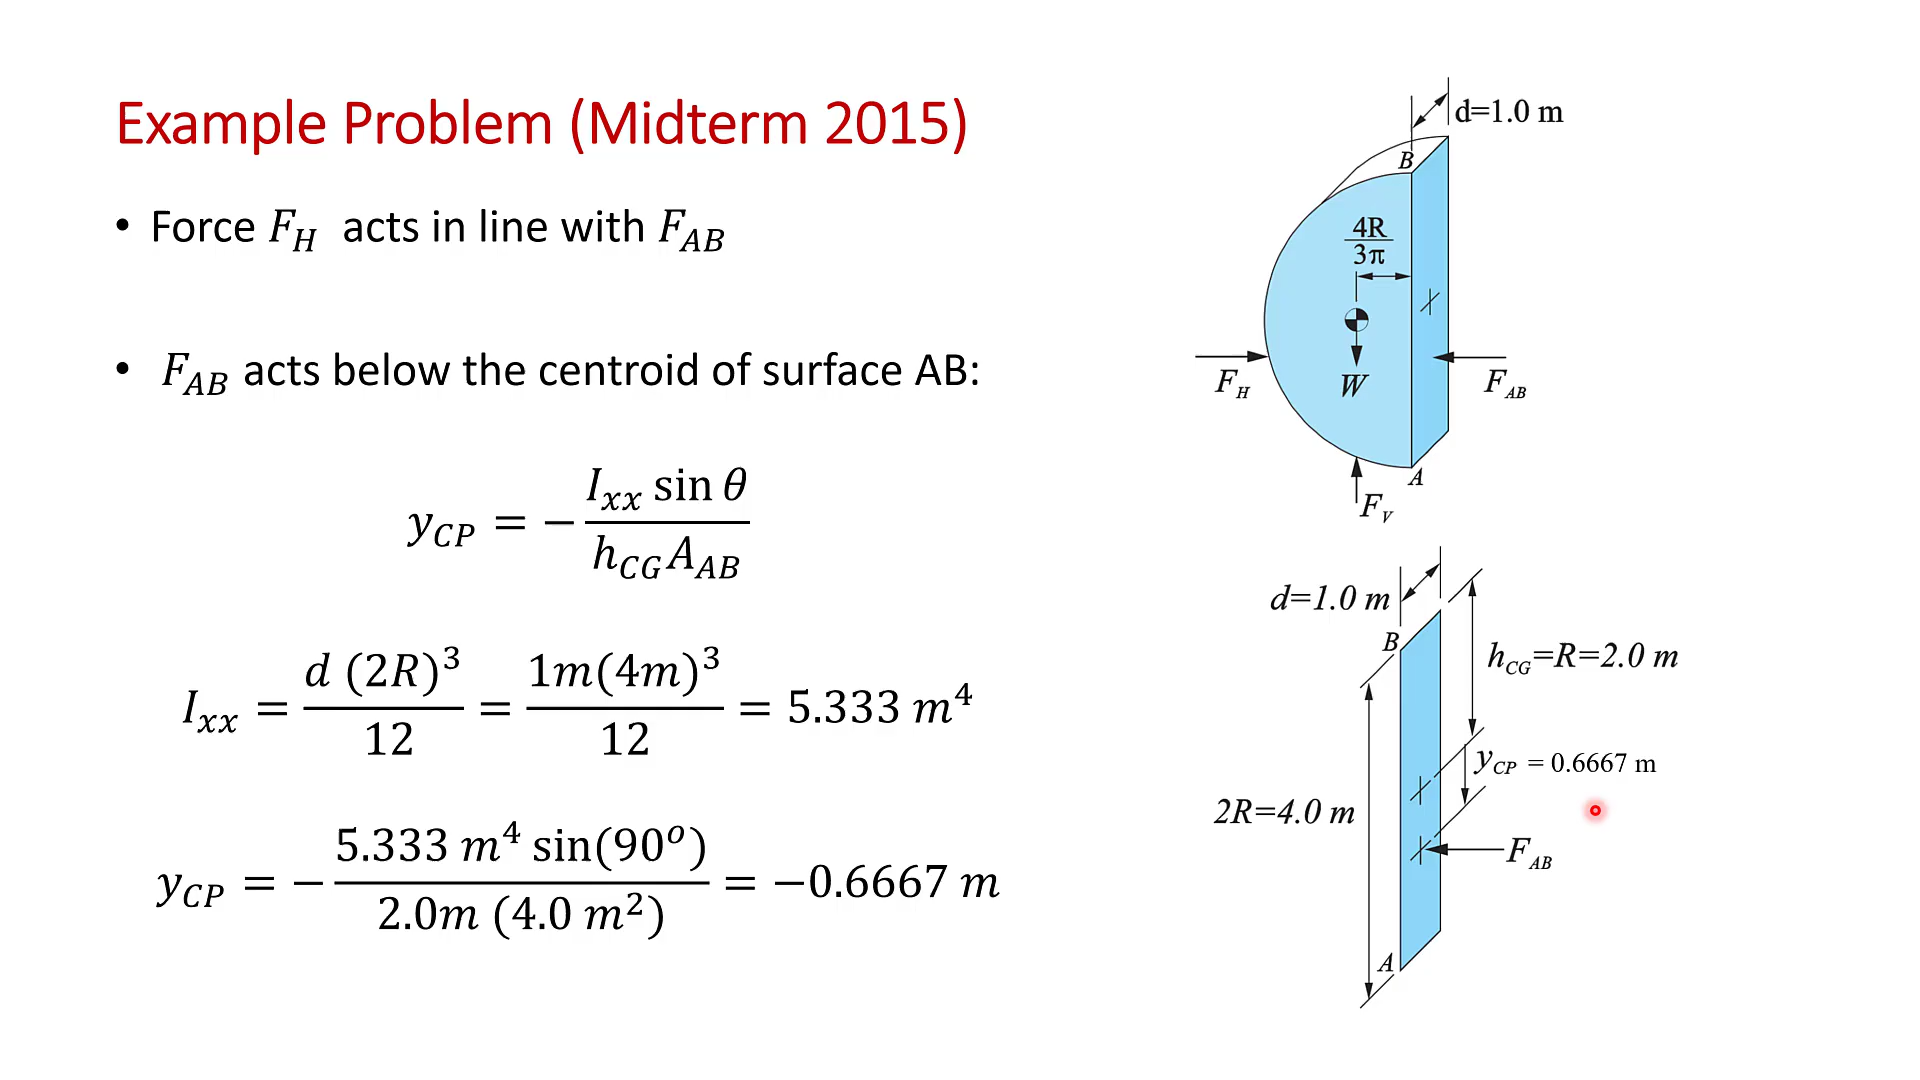 Example Problem (Midterm 2015)
• Force F_H acts in line with F_AB
• F_AB acts below the centroid of surface AB:
y_CP = − I_xx sin θ / h_CG A_AB
I_xx = d (2R)³ / 12 = 1m(4m)³ / 12 = 5.333 m⁴
y_CP = − 5.333 m⁴ sin(90°) / 2.0m (4.0 m²) = −0.6667 m
d=1.0 m
B
4R
3π
F_H
W
F_AB
A
F_V
d=1.0 m
B
h_CG=R=2.0 m
y_CP = 0.6667 m
2R=4.0 m
F_AB
A